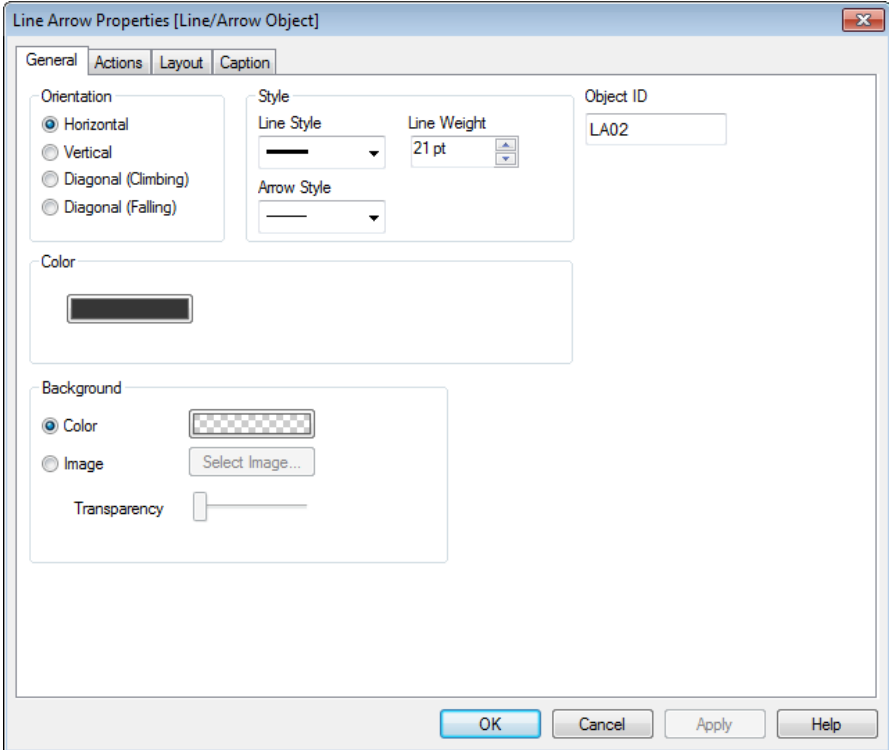 Line Arrow Properties [Line/Arrow Object]
General Actions Layout Caption
Orientation
Horizontal
Vertical
Diagonal (Climbing)
Diagonal (Falling)
Style
Line Style
Line Weight
21 pt
Arrow Style
Object ID
LA02
Color
Background
Color
Image
Select Image...
Transparency
OK Cancel Apply Help